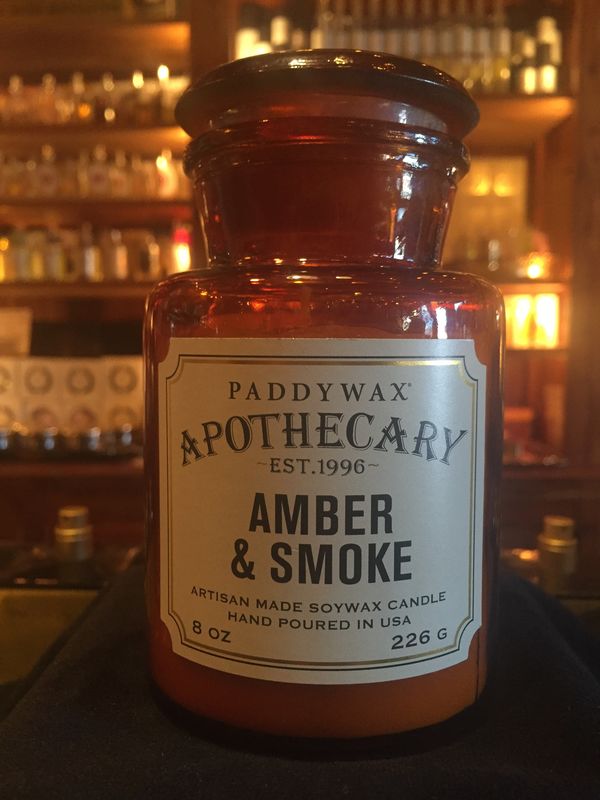 PADDYWAX®
APOTHECARY
~EST.1996~
AMBER
& SMOKE
ARTISAN MADE SOYWAX CANDLE
HAND POURED IN USA
8 OZ 226 G